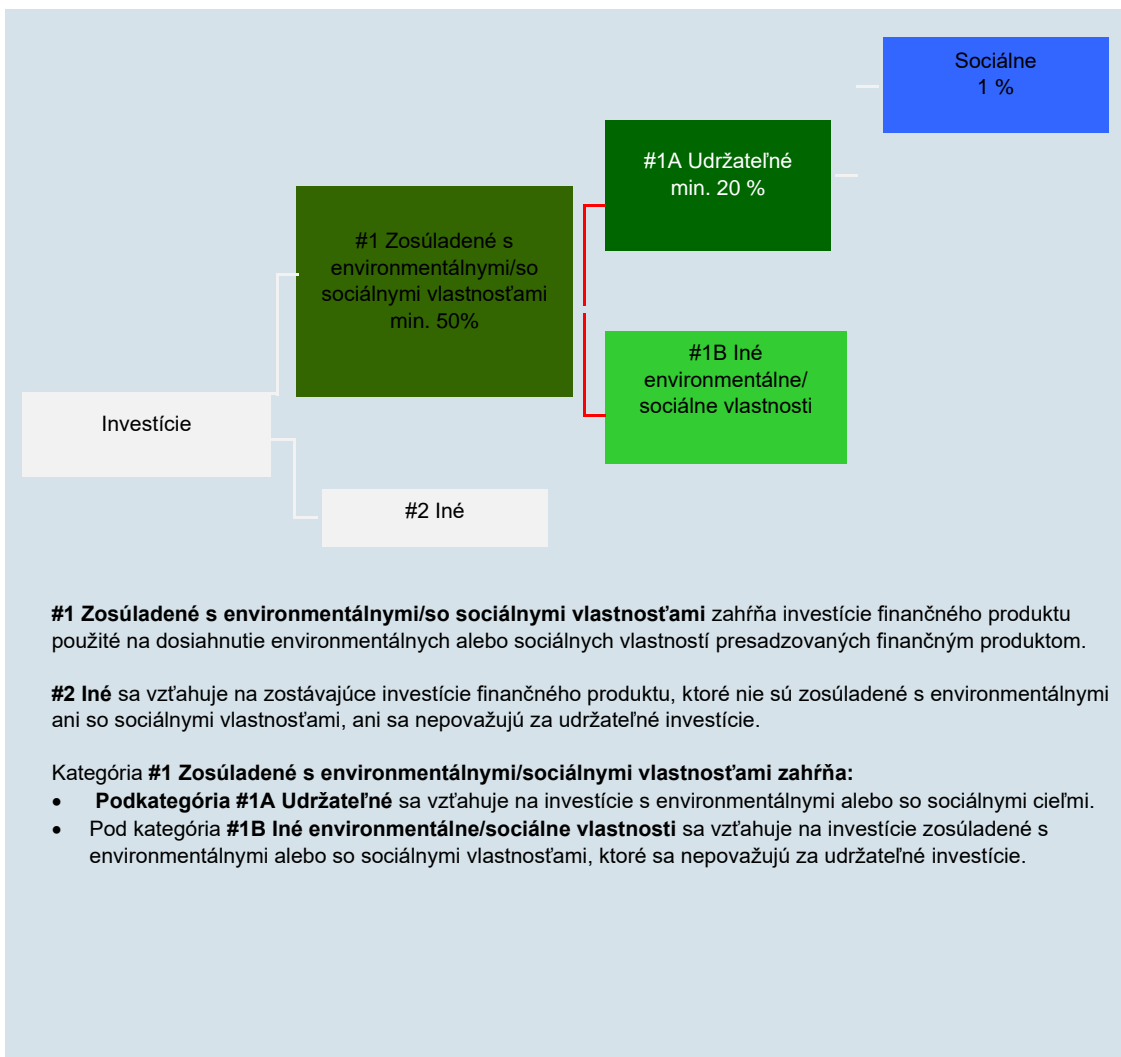 Sociálne
1 %
#1A Udržateľné
min. 20 %
#1 Zosúladené s
environmentálnymi/so
sociálnymi vlastnosťami
min. 50%
#1B Iné
environmentálne/
sociálne vlastnosti
Investície
#2 Iné
#1 Zosúladené s environmentálnymi/so sociálnymi vlastnosťami zahŕňa investície finančného produktu
použité na dosiahnutie environmentálnych alebo sociálnych vlastností presadzovaných finančným produktom.
#2 Iné sa vzťahuje na zostávajúce investície finančného produktu, ktoré nie sú zosúladené s environmentálnymi
ani so sociálnymi vlastnosťami, ani sa nepovažujú za udržateľné investície.
Kategória #1 Zosúladené s environmentálnymi/sociálnymi vlastnosťami zahŕňa:
• Podkategória #1A Udržateľné sa vzťahuje na investície s environmentálnymi alebo so sociálnymi cieľmi.
• Pod kategória #1B Iné environmentálne/sociálne vlastnosti sa vzťahuje na investície zosúladené s
environmentálnymi alebo so sociálnymi vlastnosťami, ktoré sa nepovažujú za udržateľné investície.